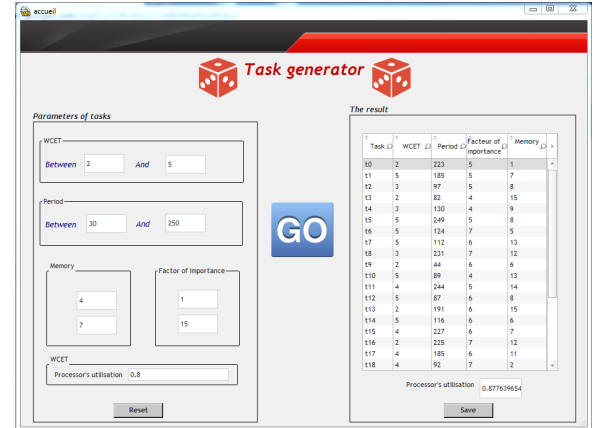 accueil
Task generator
Parameters of tasks
WCET
Between 2 And 5
Period
Between 30 And 250
Memory
4
7
Factor of importance
1
15
WCET
Processor's utilisation 0.8
Reset
GO
The result
Task WCET Period Facteur of mportance Memory
t0 2 223 5 1
t1 5 185 5 7
t2 3 97 5 8
t3 2 82 4 15
t4 3 130 4 9
t5 5 249 5 8
t6 5 124 7 5
t7 5 112 6 13
t8 3 231 7 12
t9 2 44 6 6
t10 5 89 4 13
t11 4 244 5 14
t12 5 87 6 8
t13 2 191 6 15
t14 5 116 6 6
t15 4 227 6 7
t16 2 225 7 12
t17 4 185 6 11
t18 4 92 7 2
Processor's utilisation 0.877639654
Save